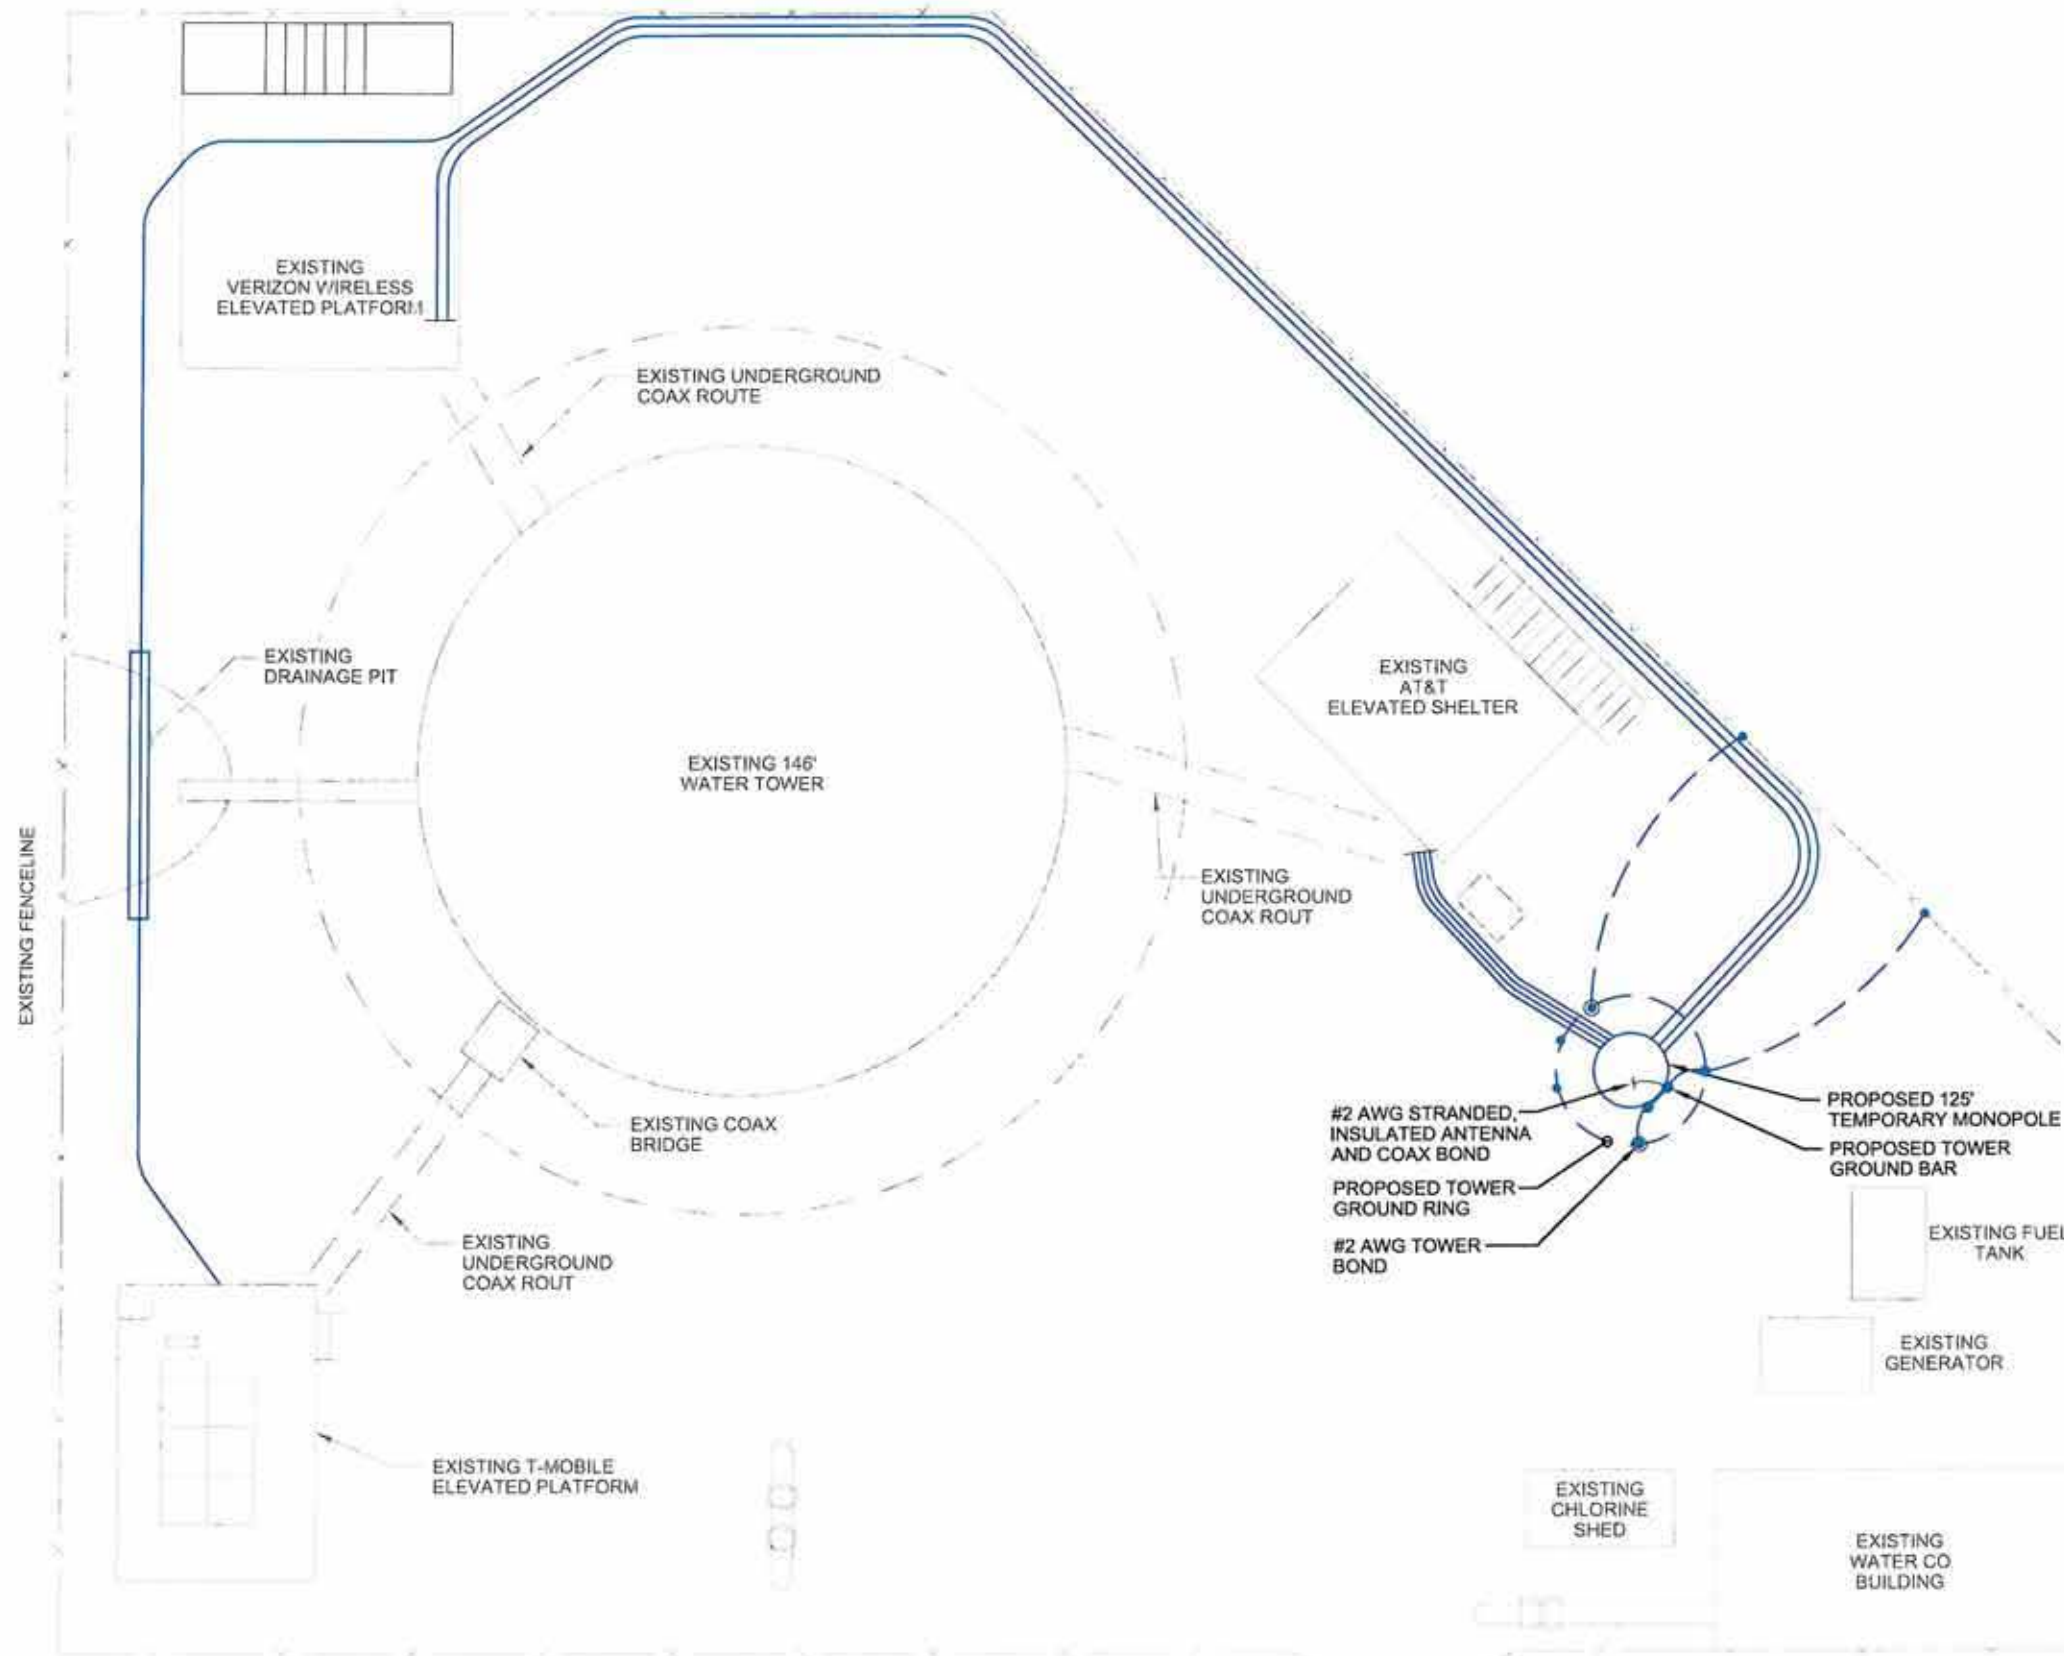 EXISTING
VERIZON WIRELESS
ELEVATED PLATFORM
EXISTING UNDERGROUND
COAX ROUTE
EXISTING
DRAINAGE PIT
EXISTING 146'
WATER TOWER
EXISTING
AT&T
ELEVATED SHELTER
EXISTING
UNDERGROUND
COAX ROUT
EXISTING FENCELINE
EXISTING COAX
BRIDGE
#2 AWG STRANDED,
INSULATED ANTENNA
AND COAX BOND
PROPOSED TOWER
GROUND RING
#2 AWG TOWER
BOND
PROPOSED 125'
TEMPORARY MONOPOLE
PROPOSED TOWER
GROUND BAR
EXISTING
UNDERGROUND
COAX ROUT
EXISTING FUEL
TANK
EXISTING
GENERATOR
EXISTING T-MOBILE
ELEVATED PLATFORM
EXISTING
CHLORINE
SHED
EXISTING
WATER CO
BUILDING